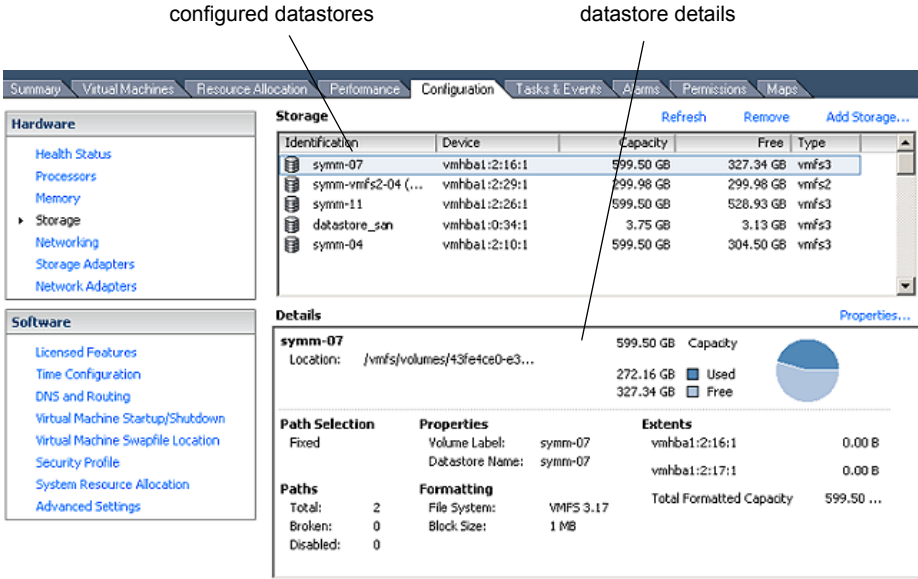 configured datastores datastore details
Summary Virtual Machines Resource Allocation Performance Configuration Tasks & Events Alarms Permissions Maps
Hardware
Health Status
Processors
Memory
Storage
Networking
Storage Adapters
Network Adapters
Software
Licensed Features
Time Configuration
DNS and Routing
Virtual Machine Startup/Shutdown
Virtual Machine Swapfile Location
Security Profile
System Resource Allocation
Advanced Settings
Storage Refresh Remove Add Storage...
Identification Device Capacity Free Type
symm-07 vmhba1:2:16:1 599.50 GB 327.34 GB vmfs3
symm-vmfs2-04 (... vmhba1:2:29:1 299.98 GB 299.98 GB vmfs2
symm-11 vmhba1:2:26:1 599.50 GB 528.93 GB vmfs3
datastore_san vmhba1:0:34:1 3.75 GB 3.13 GB vmfs3
symm-04 vmhba1:2:10:1 599.50 GB 304.50 GB vmfs3
Details Properties...
symm-07 599.50 GB Capacity
Location: /vmfs/volumes/43fe4ce0-e3...
272.16 GB Used
327.34 GB Free
Path Selection
Fixed
Paths
Total: 2
Broken: 0
Disabled: 0
Properties
Volume Label: symm-07
Datastore Name: symm-07
Formatting
File System: VMFS 3.17
Block Size: 1 MB
Extents
vmhba1:2:16:1 0.00 B
vmhba1:2:17:1 0.00 B
Total Formatted Capacity 599.50 ...